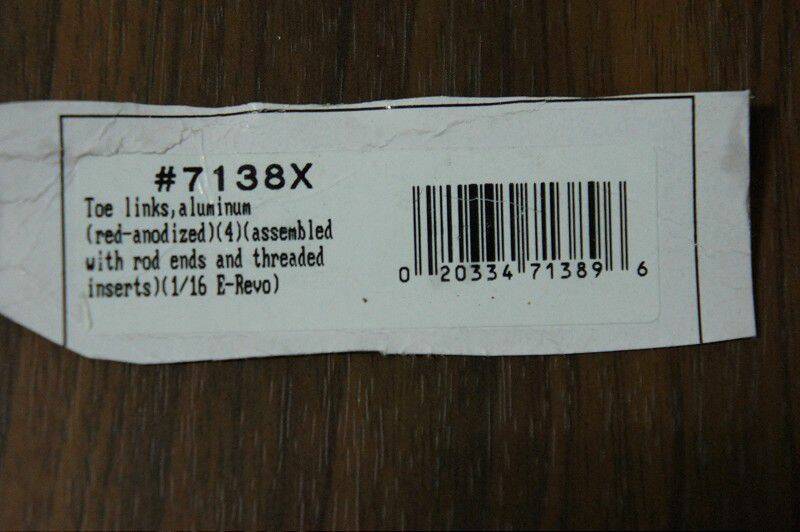 #7138X
Toe links,aluminum
(red-anodized)(4)(assembled
with rod ends and threaded
inserts)(1/16 E-Revo)
0 20334 71389 6